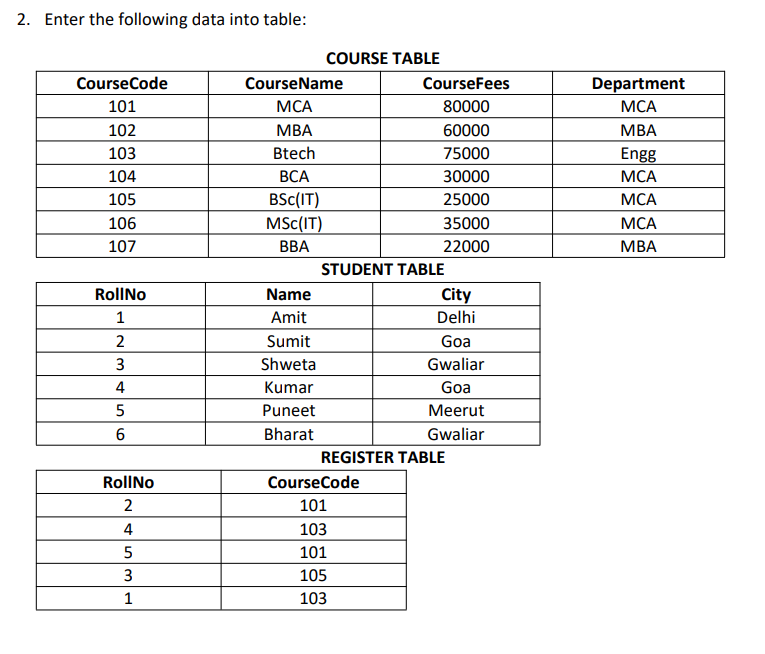 2. Enter the following data into table:
COURSE TABLE
CourseCode CourseName CourseFees Department
101 MCA 80000 MCA
102 MBA 60000 MBA
103 Btech 75000 Engg
104 BCA 30000 MCA
105 BSc(IT) 25000 MCA
106 MSc(IT) 35000 MCA
107 BBA 22000 MBA
STUDENT TABLE
RollNo Name City
1 Amit Delhi
2 Sumit Goa
3 Shweta Gwaliar
4 Kumar Goa
5 Puneet Meerut
6 Bharat Gwaliar
REGISTER TABLE
RollNo CourseCode
2 101
4 103
5 101
3 105
1 103